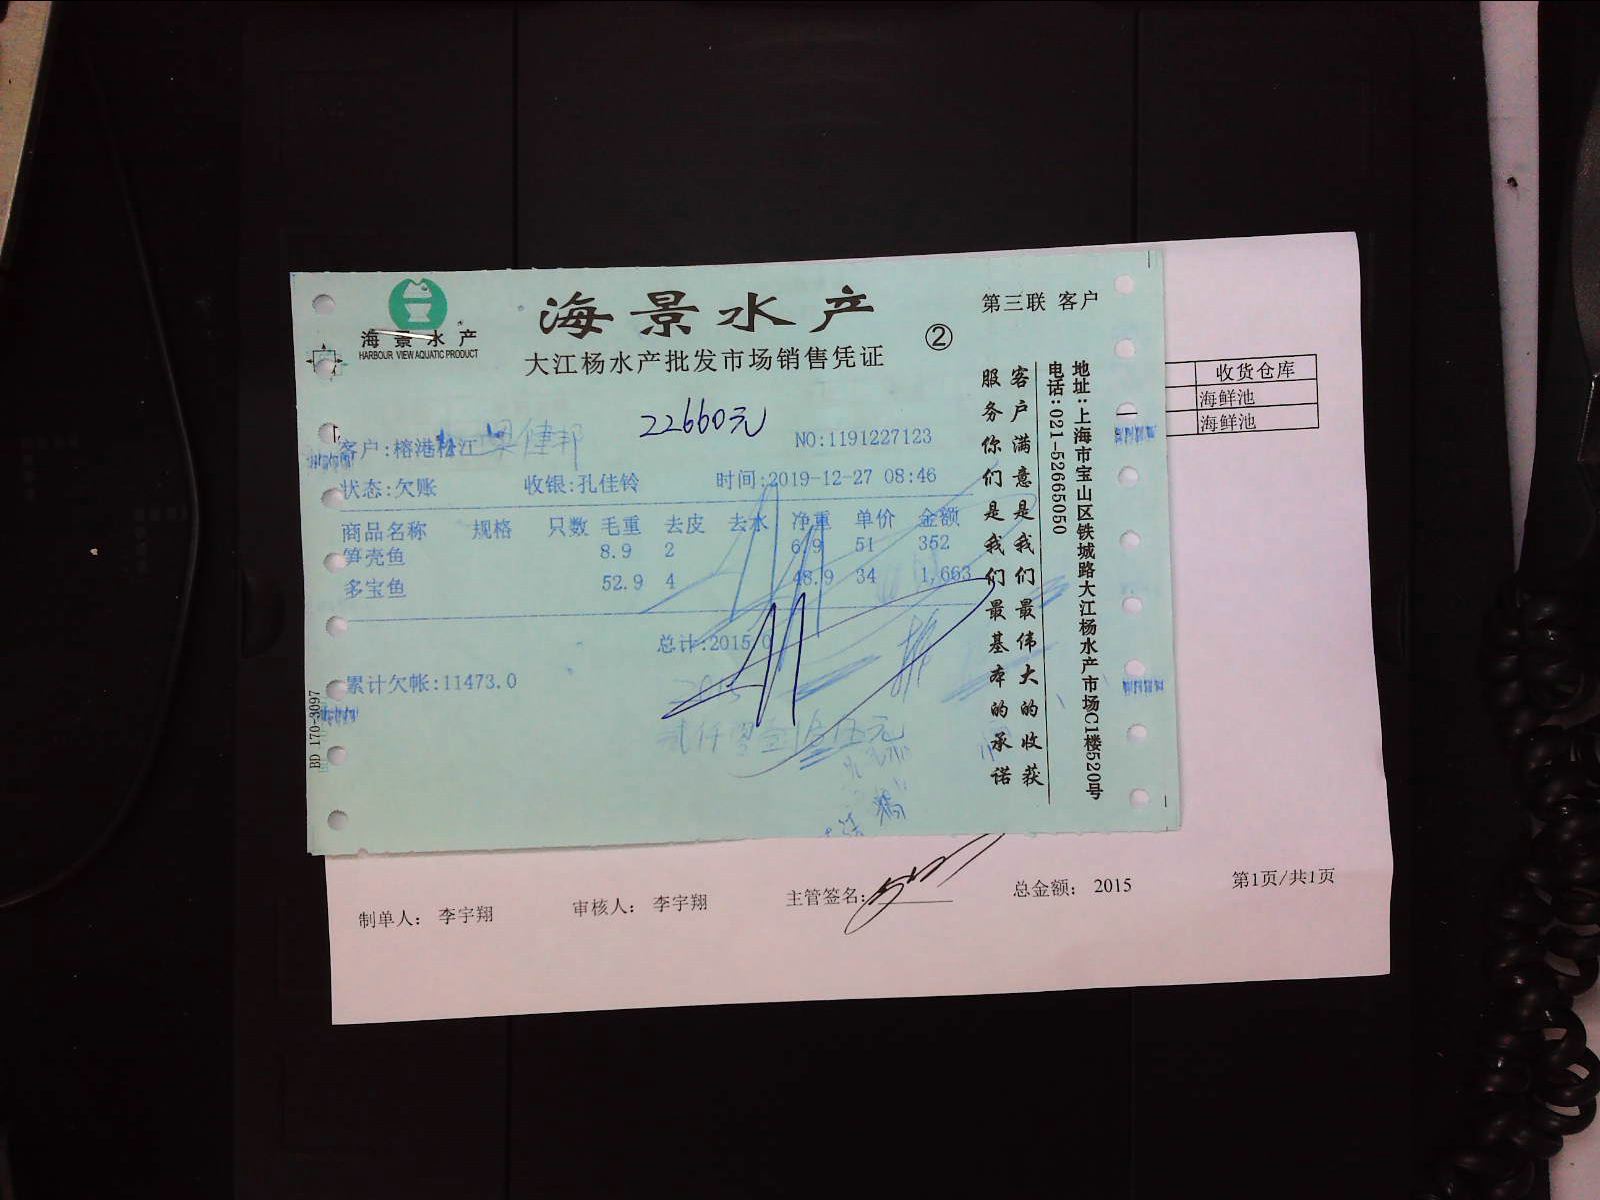 海景水产
HARBOUR VIEW AQUATIC PRODUCT
海景水产
大江杨水产批发市场销售凭证
②
第三联 客户
22660元
客户:榕港松江
NO:1191227123
状态:欠账 收银:孔佳铃 时间:2019-12-27 08:46
商品名称 规格 只数 毛重 去皮 去水 净重 单价 金额
笋壳鱼 8.9 2 6.9 51 352
多宝鱼 52.9 4 48.9 34 1,663
总计:2015.0
累计欠帐:11473.0
2015
BD 170-3097
客户满意是我们最伟大的收获
服务你们是我们最基本的承诺
地址:上海市宝山区铁城路大江杨水产市场C1楼520号
电话:021-52665050
收货仓库
海鲜池
海鲜池
制单人: 李宇翔 审核人: 李宇翔 主管签名: 总金额: 2015 第1页/共1页